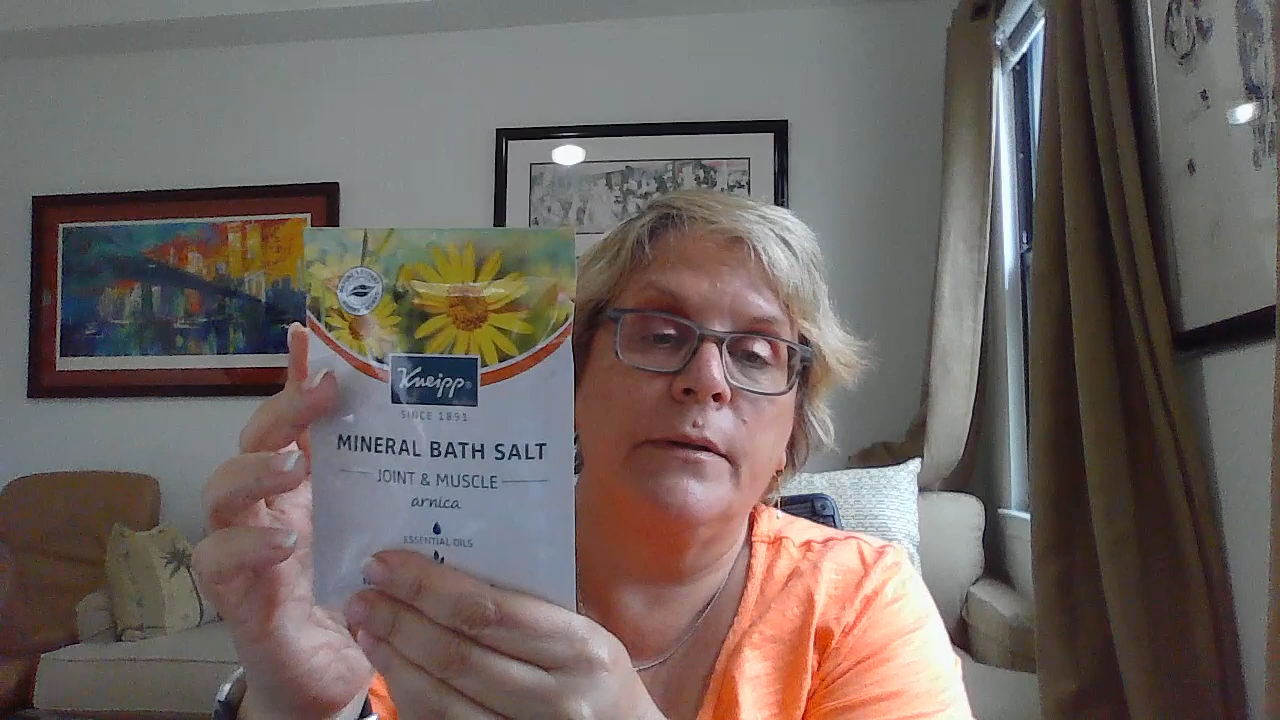 Kneipp®
SINCE 1891
MINERAL BATH SALT
JOINT & MUSCLE
arnica
ESSENTIAL OILS